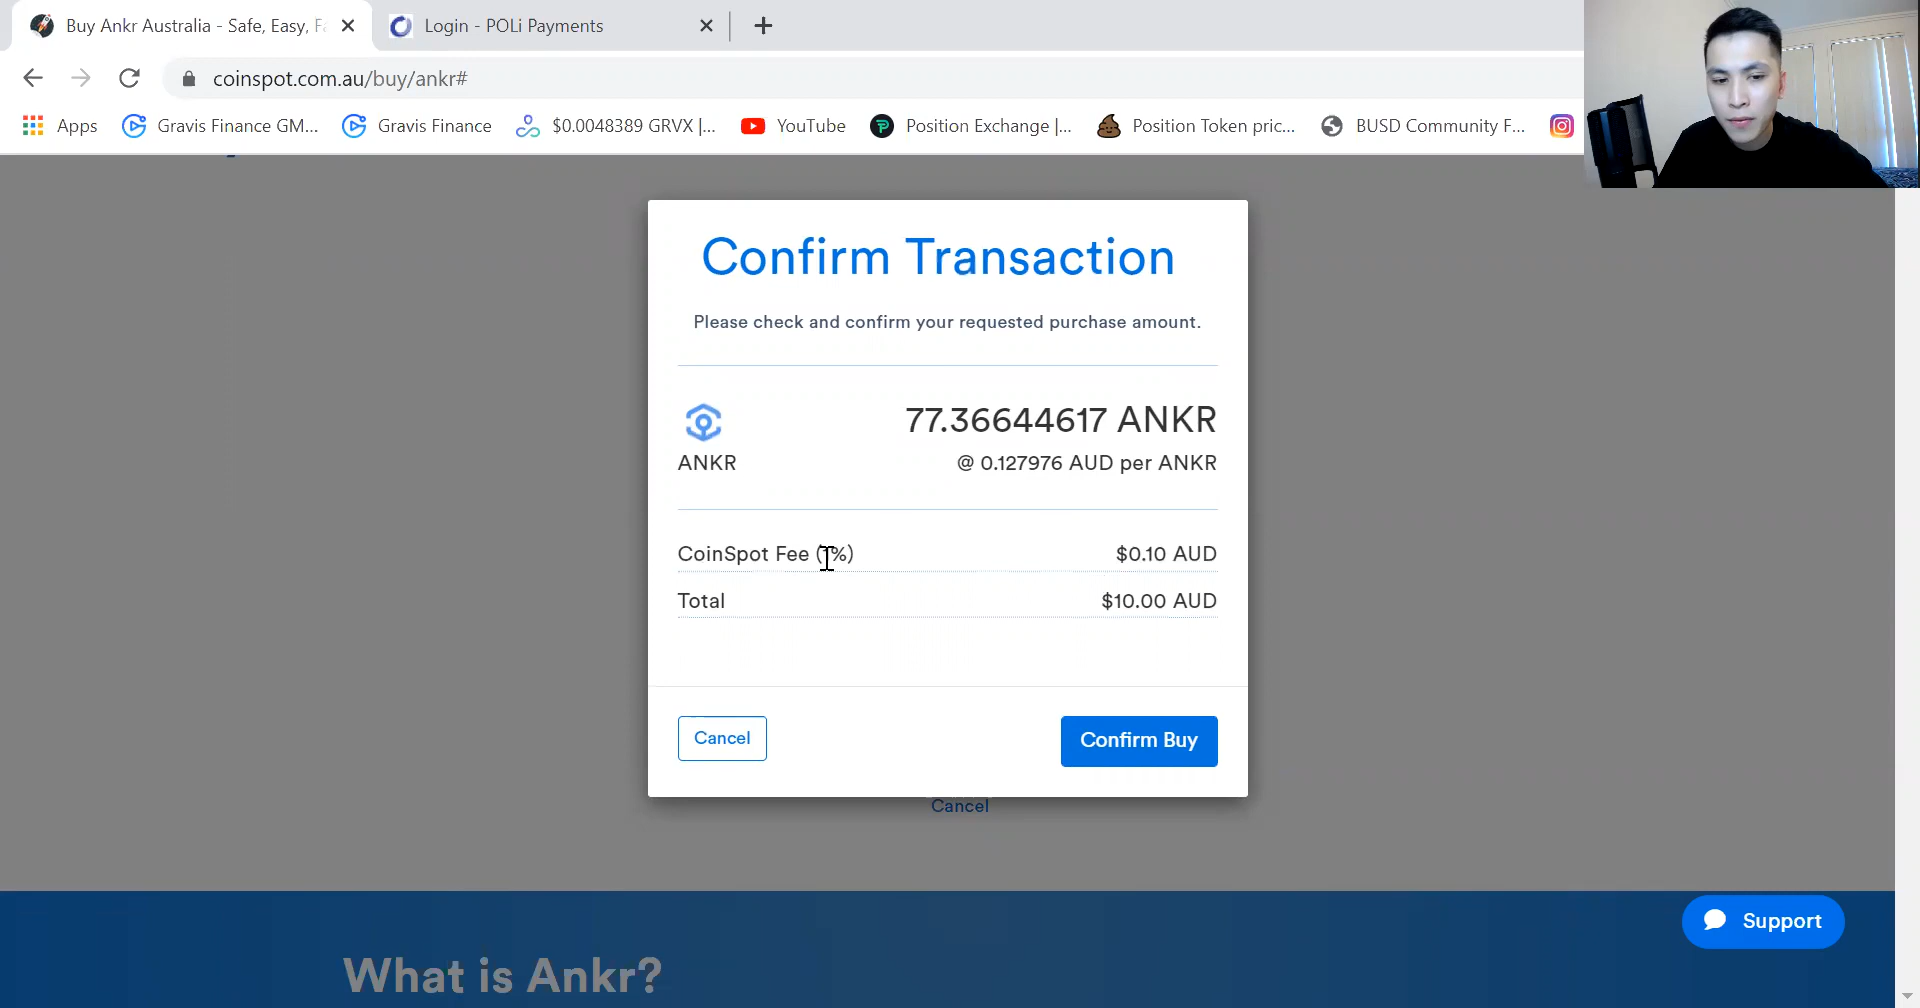 Buy Ankr Australia - Safe, Easy, Fa
Login - POLi Payments
coinspot.com.au/buy/ankr#
Apps
Gravis Finance GM...
Gravis Finance
$0.0048389 GRVX |...
YouTube
Position Exchange |...
Position Token pric...
BUSD Community F...
Confirm Transaction
Please check and confirm your requested purchase amount.
77.36644617 ANKR
ANKR
@ 0.127976 AUD per ANKR
CoinSpot Fee (1%)
$0.10 AUD
Total
$10.00 AUD
Cancel
Confirm Buy
Cancel
Support
What is Ankr?